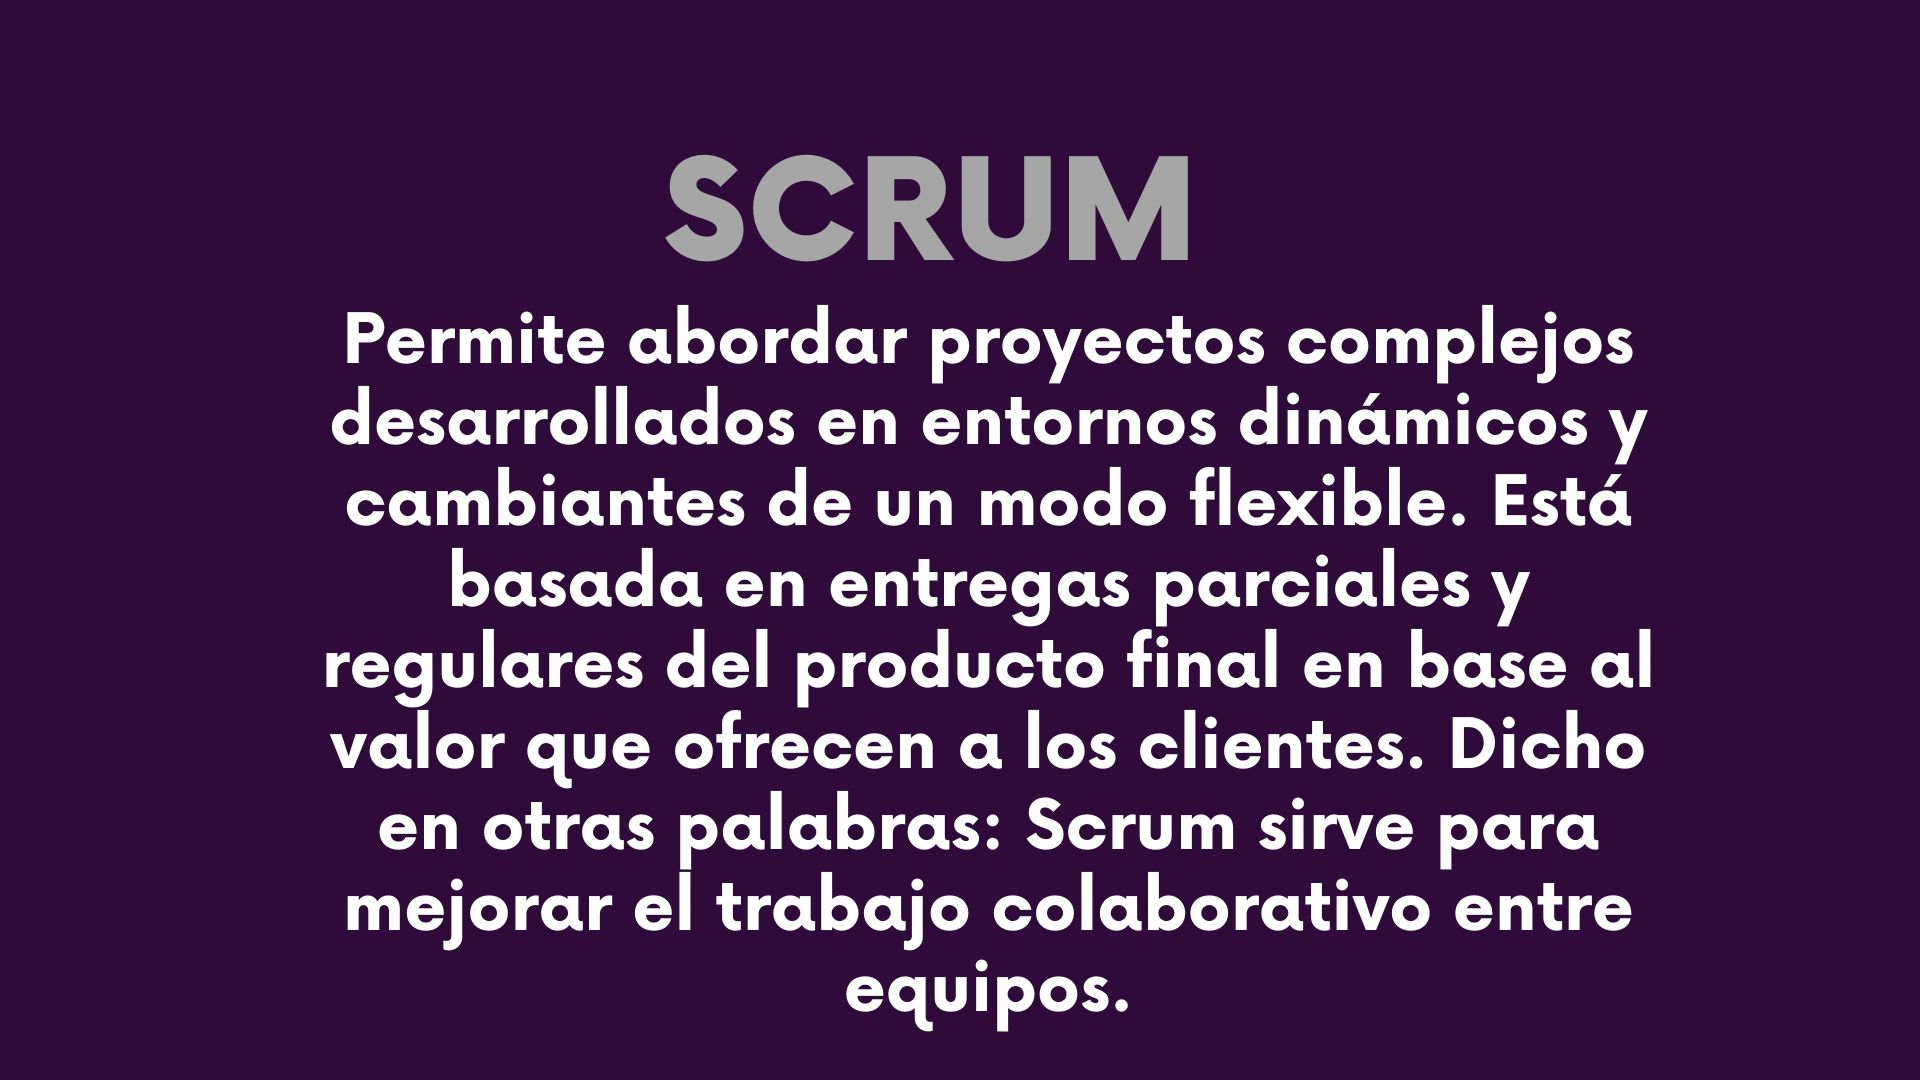 SCRUM
Permite abordar proyectos complejos
desarrollados en entornos dinámicos y
cambiantes de un modo flexible. Está
basada en entregas parciales y
regulares del producto final en base al
valor que ofrecen a los clientes. Dicho
en otras palabras: Scrum sirve para
mejorar el trabajo colaborativo entre
equipos.